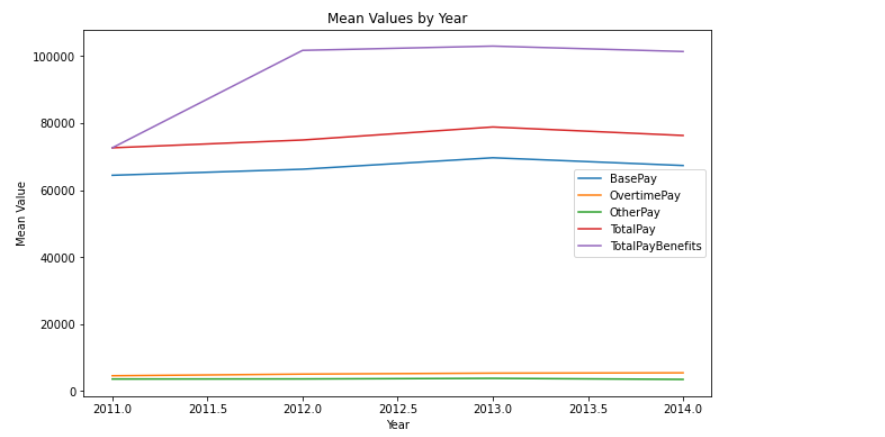 Mean Values by Year
Mean Value
100000
80000
60000
40000
20000
0
BasePay
OvertimePay
OtherPay
TotalPay
TotalPayBenefits
2011.0 2011.5 2012.0 2012.5 2013.0 2013.5 2014.0
Year